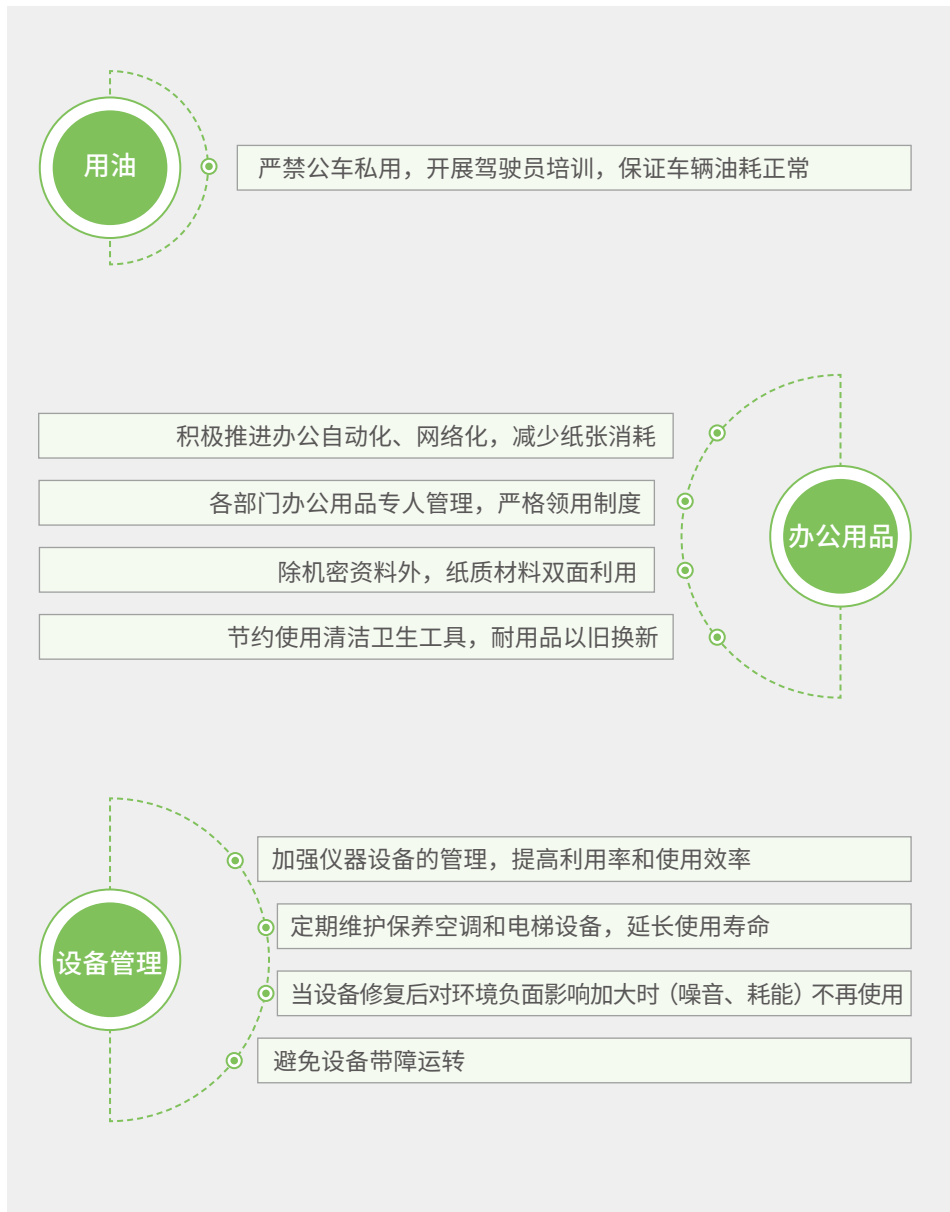 用油
严禁公车私用，开展驾驶员培训，保证车辆油耗正常
办公用品
积极推进办公自动化、网络化，减少纸张消耗
各部门办公用品专人管理，严格领用制度
除机密资料外，纸质材料双面利用
节约使用清洁卫生工具，耐用品以旧换新
设备管理
加强仪器设备的管理，提高利用率和使用效率
定期维护保养空调和电梯设备，延长使用寿命
当设备修复后对环境负面影响加大时（噪音、耗能）不再使用
避免设备带障运转